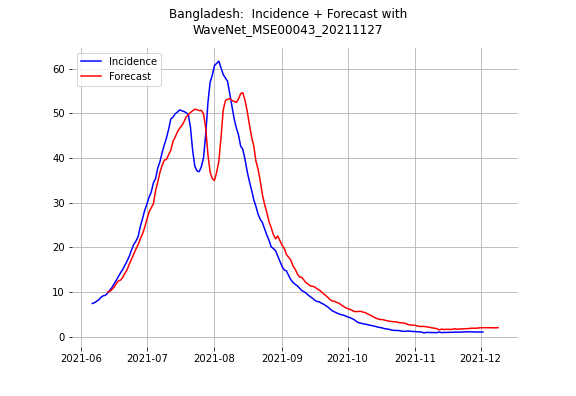 Bangladesh:  Incidence + Forecast with
WaveNet_MSE00043_20211127
Incidence
Forecast
60
50
40
30
20
10
0
2021-06 2021-07 2021-08 2021-09 2021-10 2021-11 2021-12